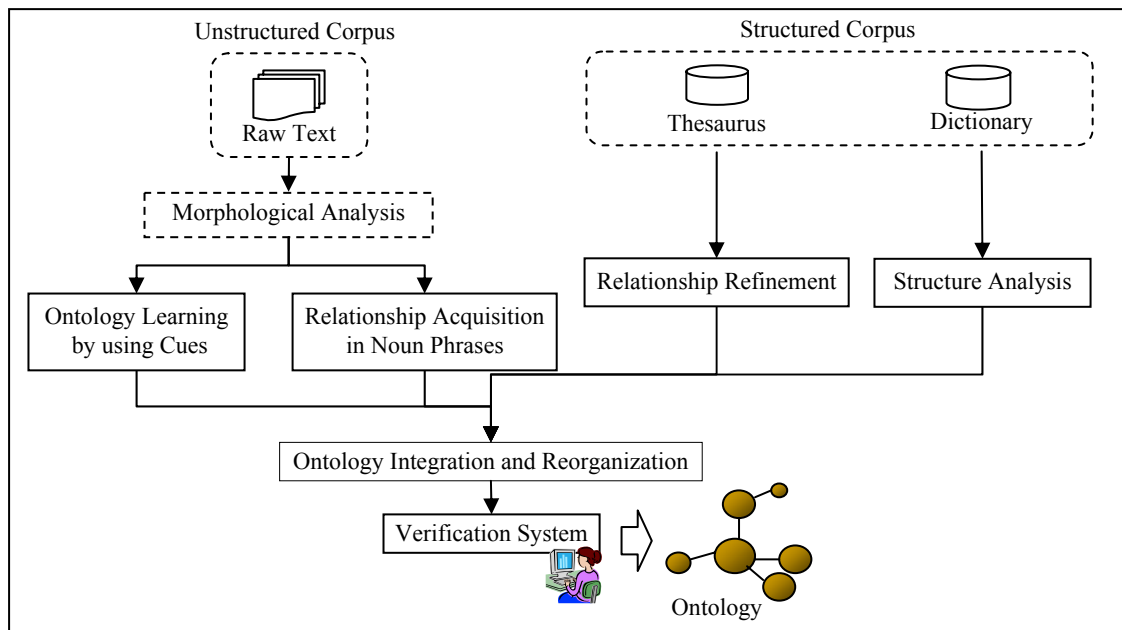 Unstructured Corpus
Structured Corpus
Raw Text
Thesaurus
Dictionary
Morphological Analysis
Ontology Learning
by using Cues
Relationship Acquisition
in Noun Phrases
Relationship Refinement
Structure Analysis
Ontology Integration and Reorganization
Verification System
Ontology